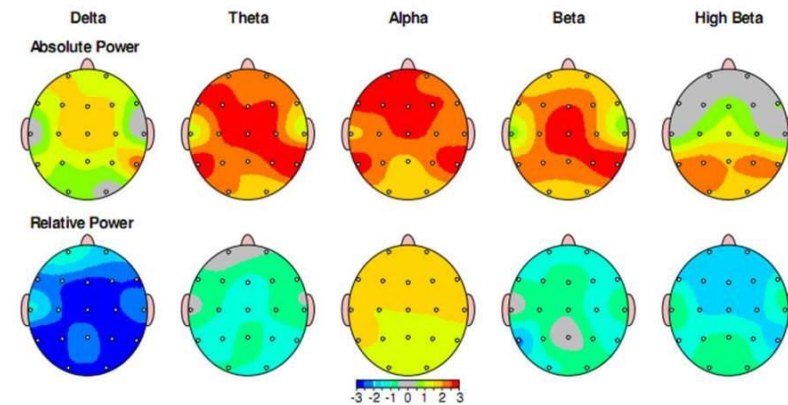 Delta Theta Alpha Beta High Beta
Absolute Power
Relative Power
-3 -2 -1 0 1 2 3